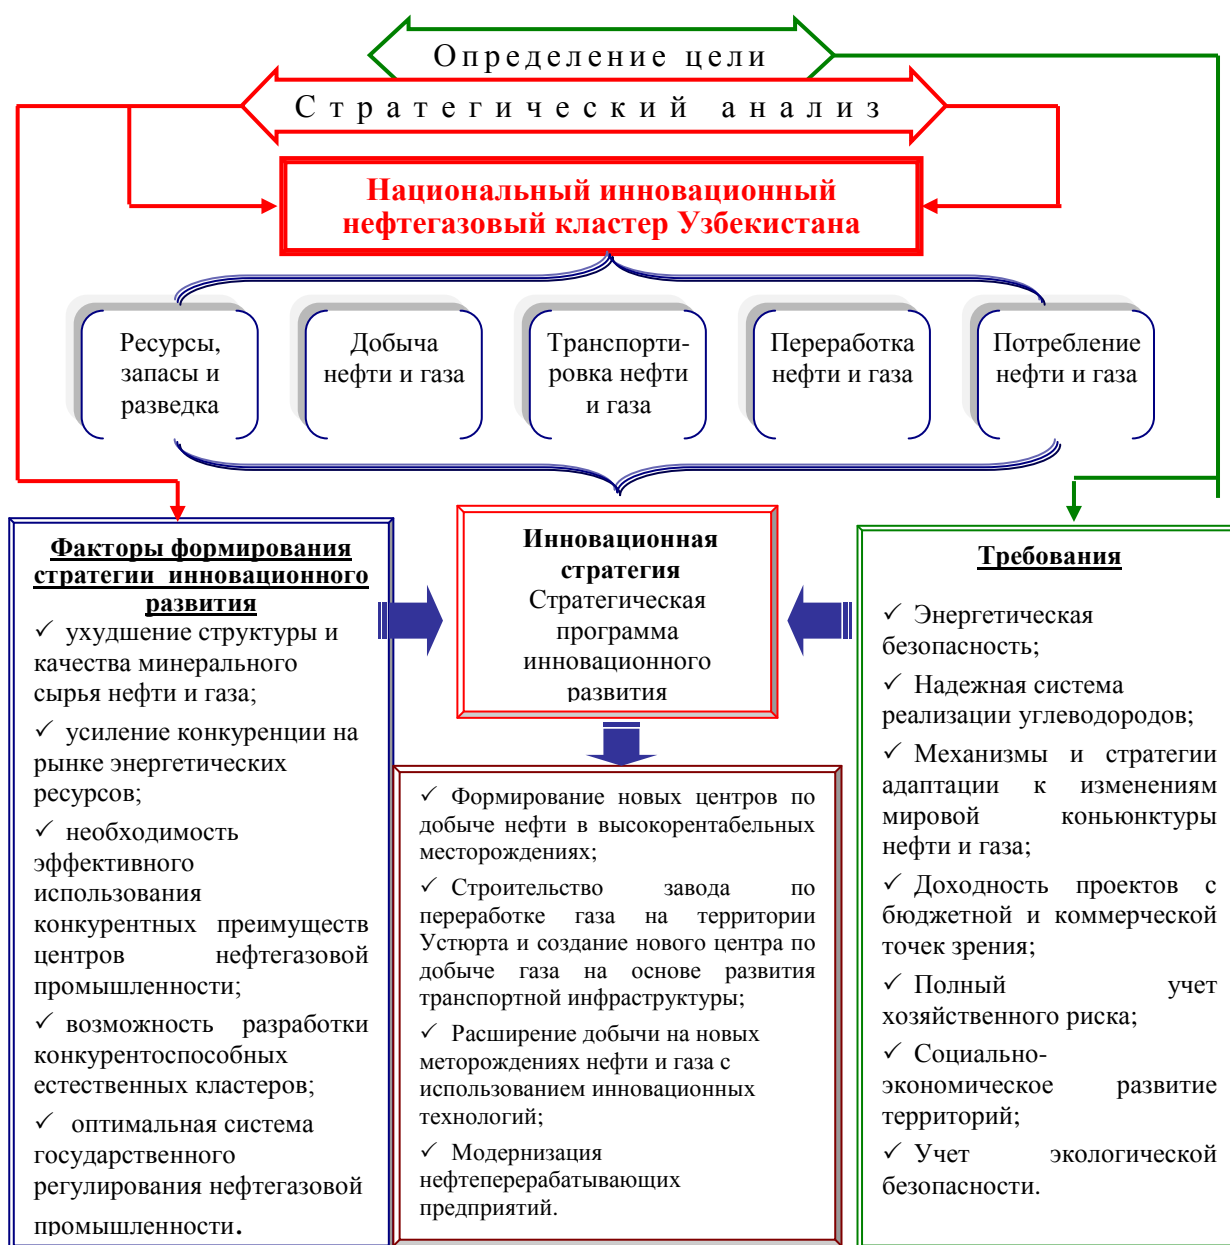 Определение цели
Стратегический анализ
Национальный инновационный
нефтегазовый кластер Узбекистана
Ресурсы,
запасы и
разведка
Добыча
нефти и газа
Транспорти-
ровка нефти
и газа
Переработка
нефти и газа
Потребление
нефти и газа
Факторы формирования
стратегии инновационного
развития
✓ ухудшение структуры и
качества минерального
сырья нефти и газа;
✓ усиление конкуренции на
рынке энергетических
ресурсов;
✓ необходимость
эффективного
использования
конкурентных преимуществ
центров нефтегазовой
промышленности;
✓ возможность разработки
конкурентоспособных
естественных кластеров;
✓ оптимальная система
государственного
регулирования нефтегазовой
промышленности.
Инновационная
стратегия
Стратегическая
программа
инновационного
развития
✓ Формирование новых центров по
добыче нефти в высокорентабельных
месторождениях;
✓ Строительство завода по
переработке газа на территории
Устюрта и создание нового центра по
добыче газа на основе развития
транспортной инфраструктуры;
✓ Расширение добычи на новых
меторождениях нефти и газа с
использованием инновационных
технологий;
✓ Модернизация
нефтеперерабатывающих
предприятий.
Требования
✓ Энергетическая
безопасность;
✓ Надежная система
реализации углеводородов;
✓ Механизмы и стратегии
адаптации к изменениям
мировой коньюнктуры
нефти и газа;
✓ Доходность проектов с
бюджетной и коммерческой
точек зрения;
✓ Полный учет
хозяйственного риска;
✓ Социально-
экономическое развитие
территорий;
✓ Учет экологической
безопасности.